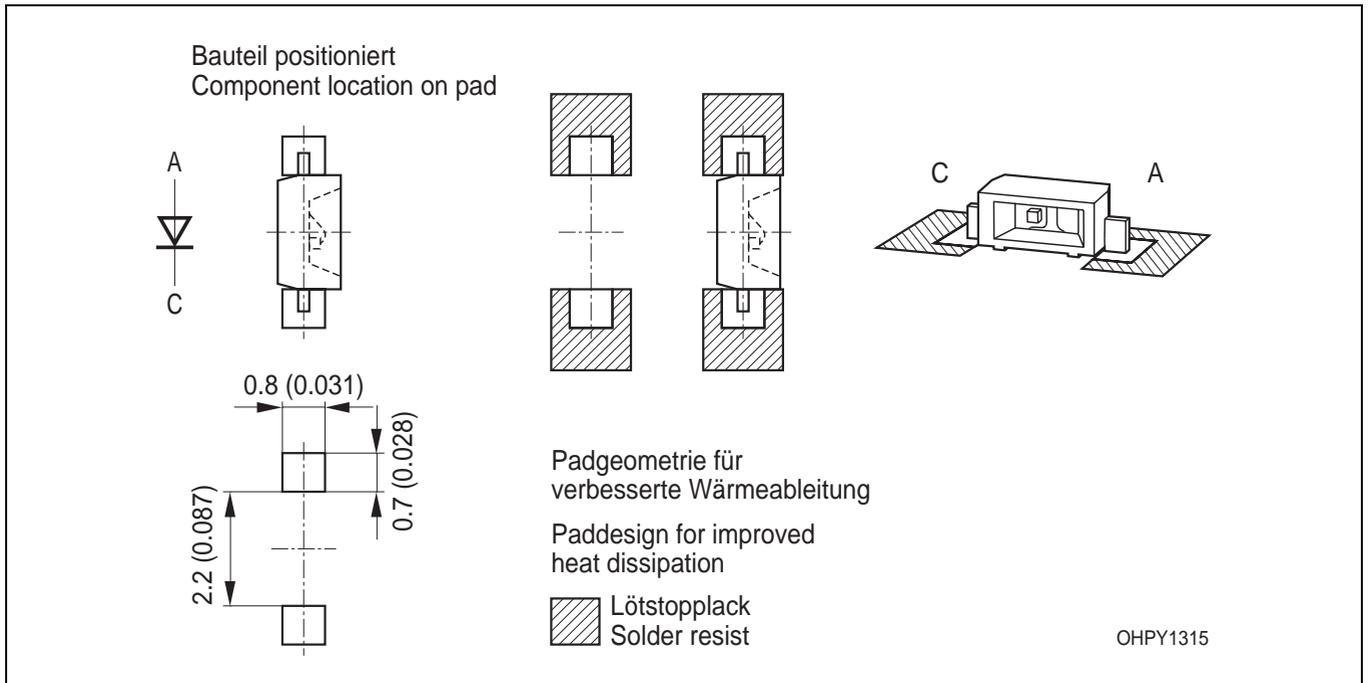 Bauteil positioniert
Component location on pad
A
C
C
A
0.8 (0.031)
0.7 (0.028)
2.2 (0.087)
Padgeometrie für
verbesserte Wärmeableitung
Paddesign for improved
heat dissipation
Lötstopplack
Solder resist
OHPY1315